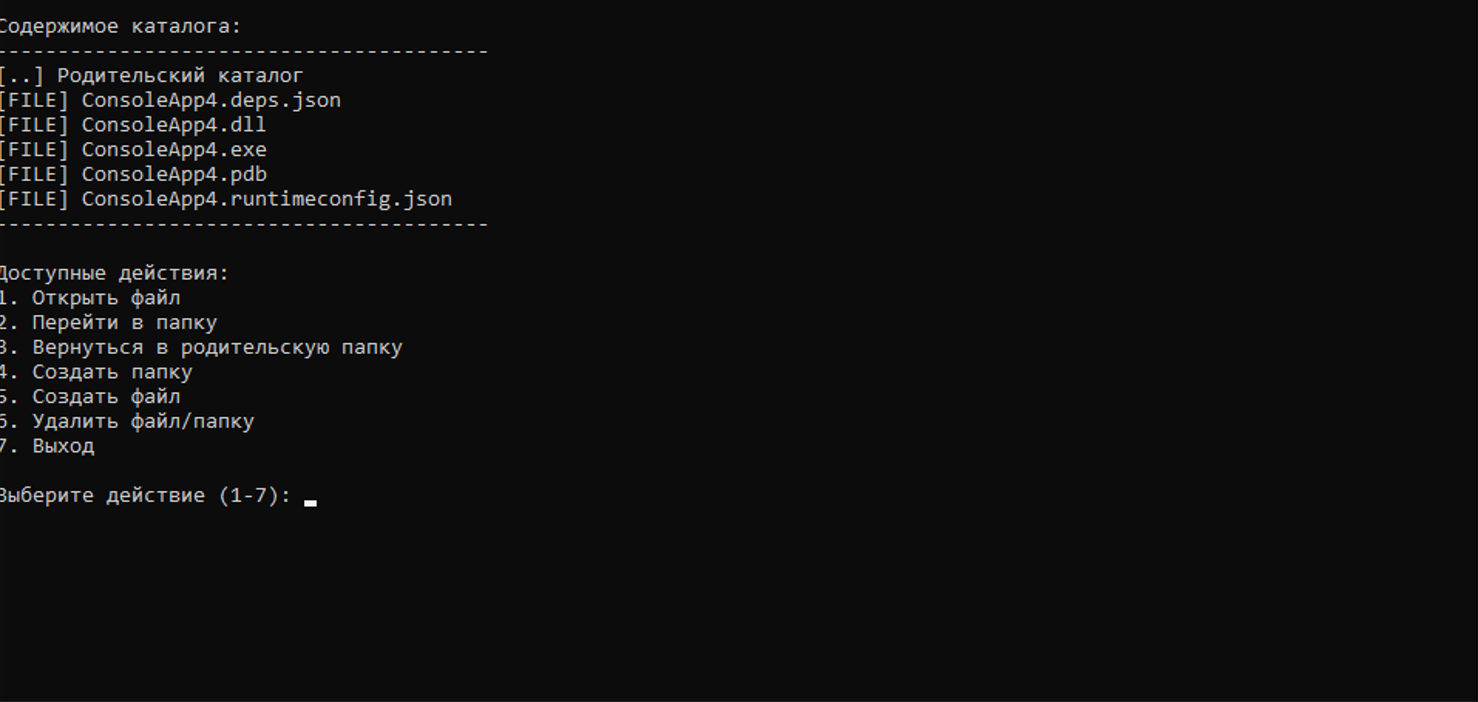 Содержимое каталога:
----------------------------------------
[..] Родительский каталог
[FILE] ConsoleApp4.deps.json
[FILE] ConsoleApp4.dll
[FILE] ConsoleApp4.exe
[FILE] ConsoleApp4.pdb
[FILE] ConsoleApp4.runtimeconfig.json
----------------------------------------
Доступные действия:
1. Открыть файл
2. Перейти в папку
3. Вернуться в родительскую папку
4. Создать папку
5. Создать файл
6. Удалить файл/папку
7. Выход
Выберите действие (1-7):